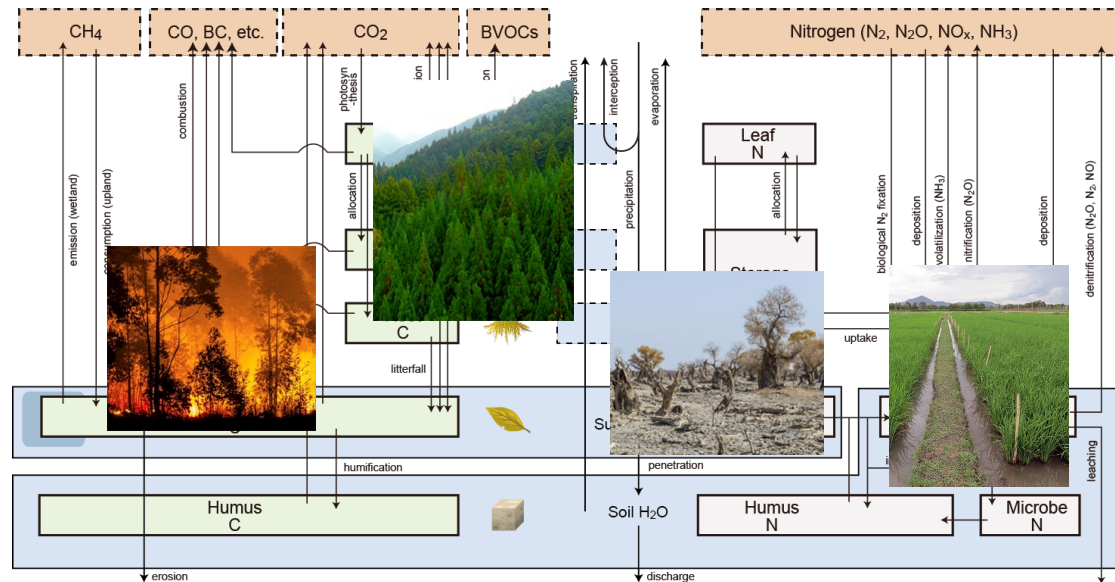 CH₄
CO, BC, etc.
CO₂
BVOCs
Nitrogen (N₂, N₂O, NOₓ, NH₃)
emission (wetland)
consumption (upland)
combustion
photosyn
-thesis
allocation
transpiration
interception
precipitation
evaporation
Leaf
N
allocation
Storage
biological N₂ fixation
deposition
volatilization (NH₃)
nitrification (N₂O)
deposition
denitrification (N₂O, N₂, NO)
C
uptake
litterfall
humification
penetration
leaching
Humus
C
Soil H₂O
Humus
N
Microbe
N
erosion
discharge